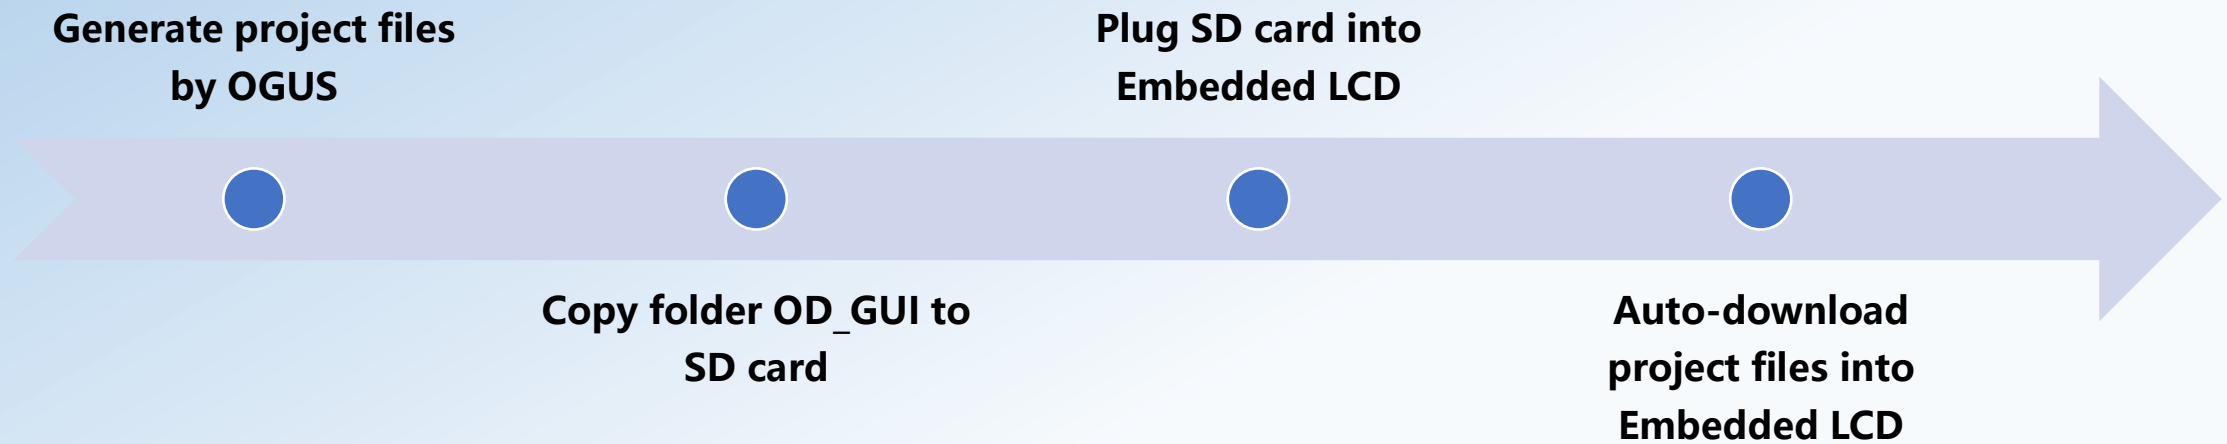 Generate project files
by OGUS
Copy folder OD_GUI to
SD card
Plug SD card into
Embedded LCD
Auto-download
project files into
Embedded LCD